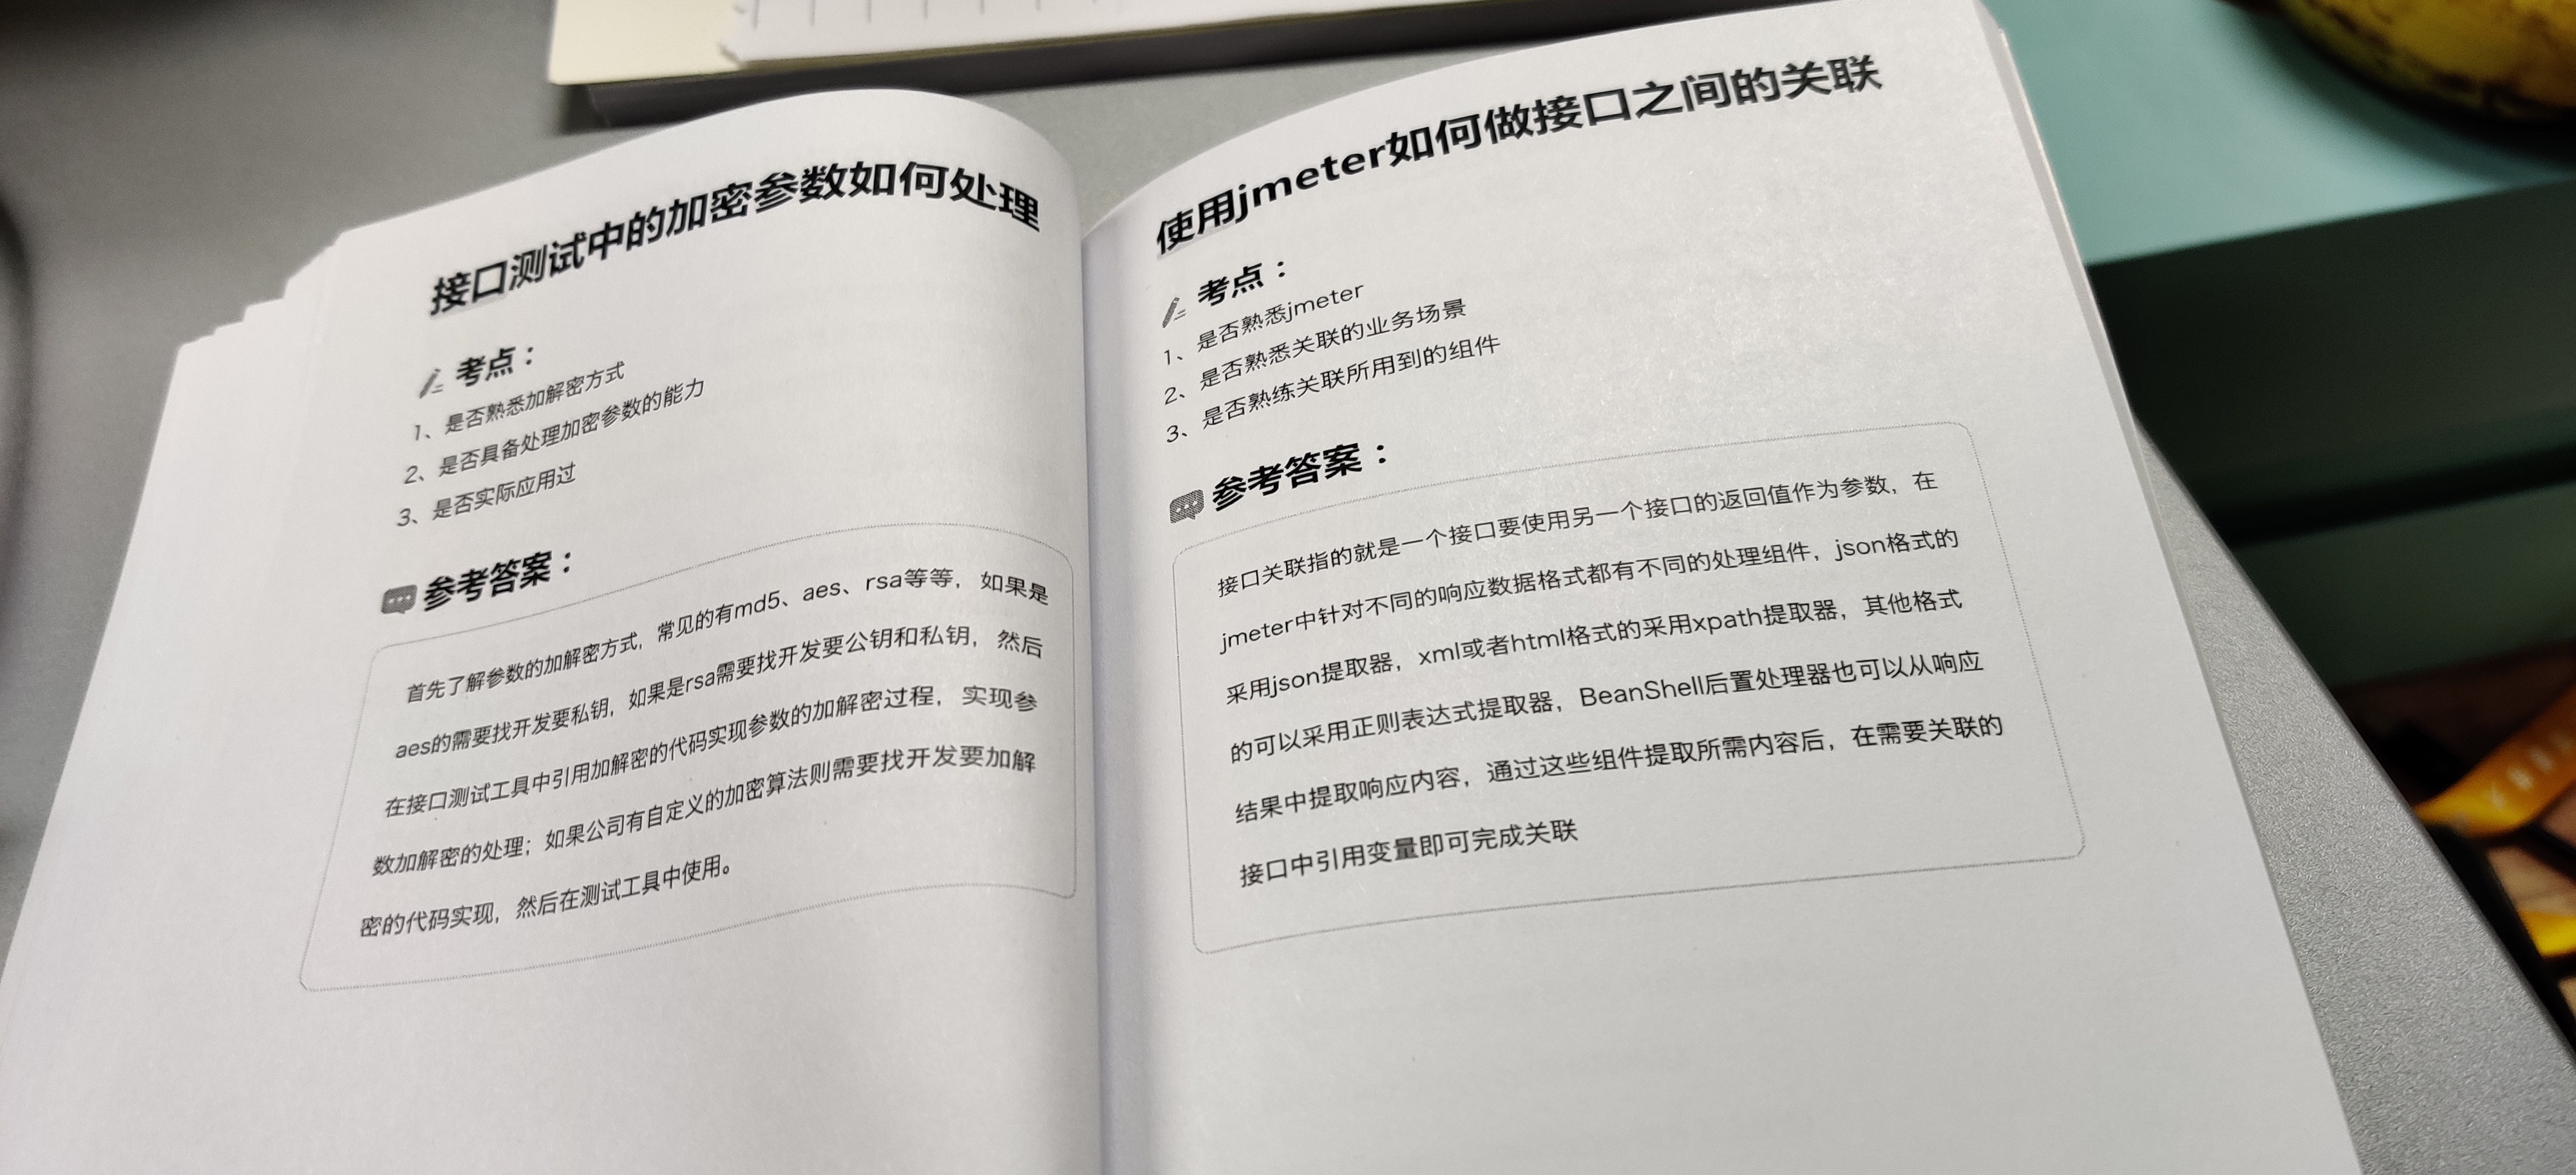 接口测试中的加密参数如何处理
考点：
1、是否熟悉加解密方式
2、是否具备处理加密参数的能力
3、是否实际应用过
参考答案：
首先了解参数的加解密方式，常见的有md5、aes、rsa等等，如果是
aes的需要找开发要私钥，如果是rsa需要找开发要公钥和私钥，然后
在接口测试工具中引用加解密的代码实现参数的加解密过程，实现参
数加解密的处理；如果公司有自定义的加密算法则需要找开发要加解
密的代码实现，然后在测试工具中使用。
使用jmeter如何做接口之间的关联
考点：
1、是否熟悉jmeter
2、是否熟悉关联的业务场景
3、是否熟练关联所用到的组件
参考答案：
接口关联指的就是一个接口要使用另一个接口的返回值作为参数，在
jmeter中针对不同的响应数据格式都有不同的处理组件，json格式的
采用json提取器，xml或者html格式的采用xpath提取器，其他格式
的可以采用正则表达式提取器，BeanShell后置处理器也可以从响应
结果中提取响应内容，通过这些组件提取所需内容后，在需要关联的
接口中引用变量即可完成关联